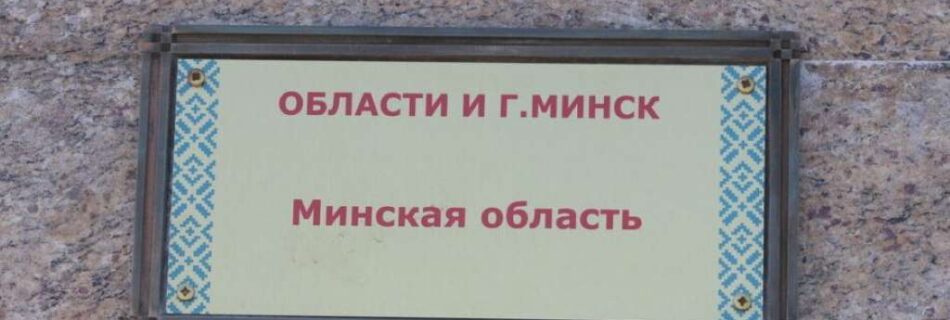 ОБЛАСТИ И Г.МИНСК
Минская область